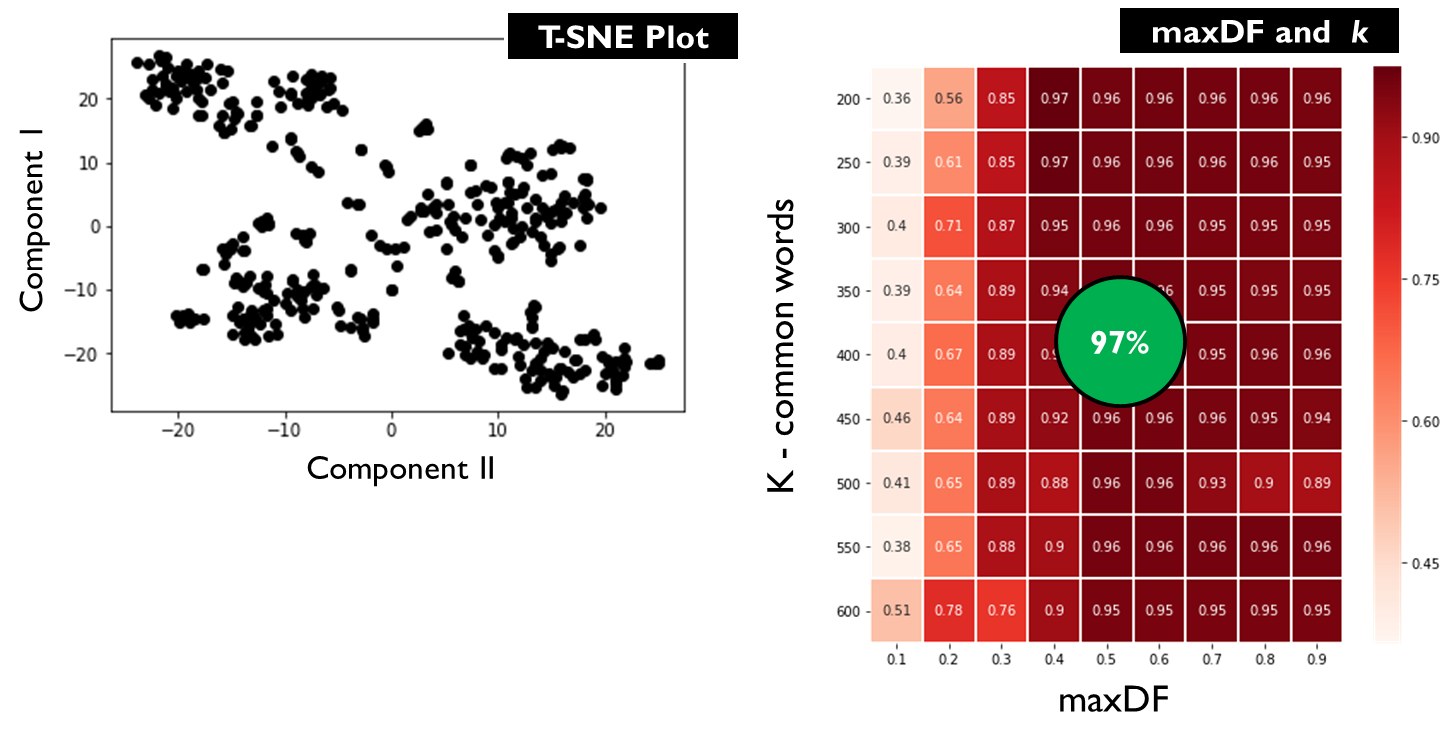 T-SNE Plot
Component I
20
10
0
−10
−20
−20 −10 0 10 20
Component II
maxDF and k
K - common words
200 0.36 0.56 0.85 0.97 0.96 0.96 0.96 0.96 0.96
250 0.39 0.61 0.85 0.97 0.96 0.96 0.96 0.96 0.95
300 0.4 0.71 0.87 0.95 0.96 0.96 0.95 0.95 0.95
350 0.39 0.64 0.89 0.94 0.95 0.95 0.95
97%
400 0.4 0.67 0.89 0.95 0.96 0.96
450 0.46 0.64 0.89 0.92 0.96 0.96 0.96 0.95 0.94
500 0.41 0.65 0.89 0.88 0.96 0.96 0.93 0.9 0.89
550 0.38 0.65 0.88 0.9 0.96 0.96 0.96 0.96 0.96
600 0.51 0.78 0.76 0.9 0.95 0.95 0.95 0.95 0.95
0.1 0.2 0.3 0.4 0.5 0.6 0.7 0.8 0.9
maxDF
0.90
0.75
0.60
0.45